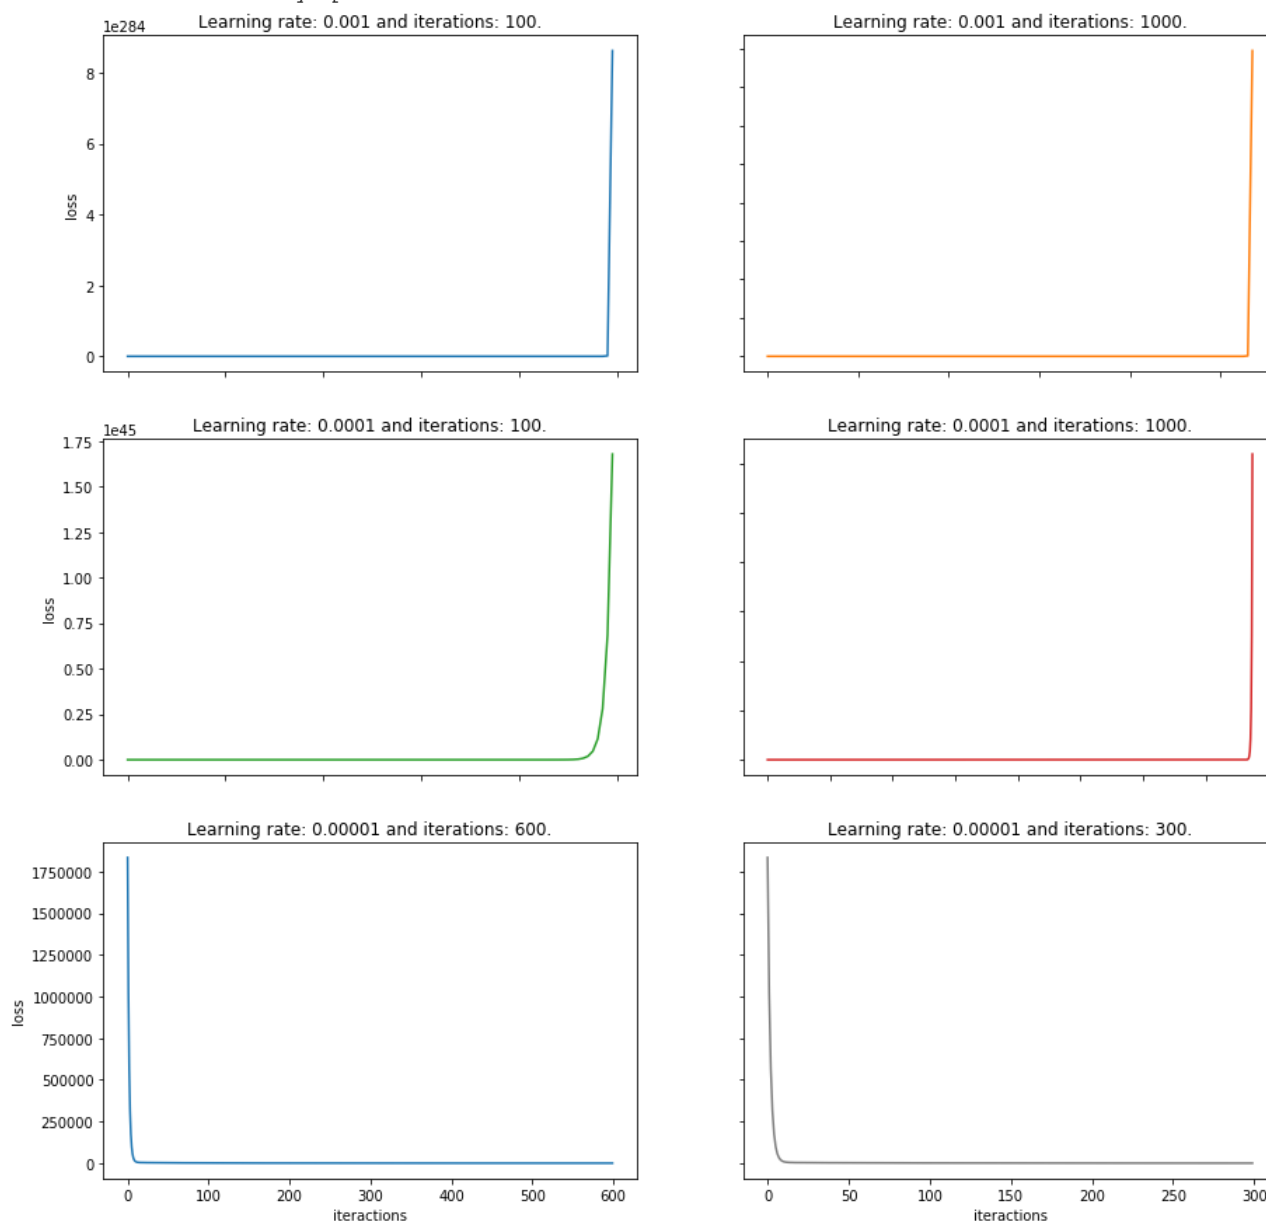 Learning rate: 0.001 and iterations: 100.
Learning rate: 0.001 and iterations: 1000.
1e284
8
6
4
2
0
loss
Learning rate: 0.0001 and iterations: 100.
Learning rate: 0.0001 and iterations: 1000.
1e45
1.75
1.50
1.25
1.00
0.75
0.50
0.25
0.00
loss
Learning rate: 0.00001 and iterations: 600.
Learning rate: 0.00001 and iterations: 300.
1750000
1500000
1250000
1000000
750000
500000
250000
0
loss
0 100 200 300 400 500 600
iteractions
0 50 100 150 200 250 300
iteractions